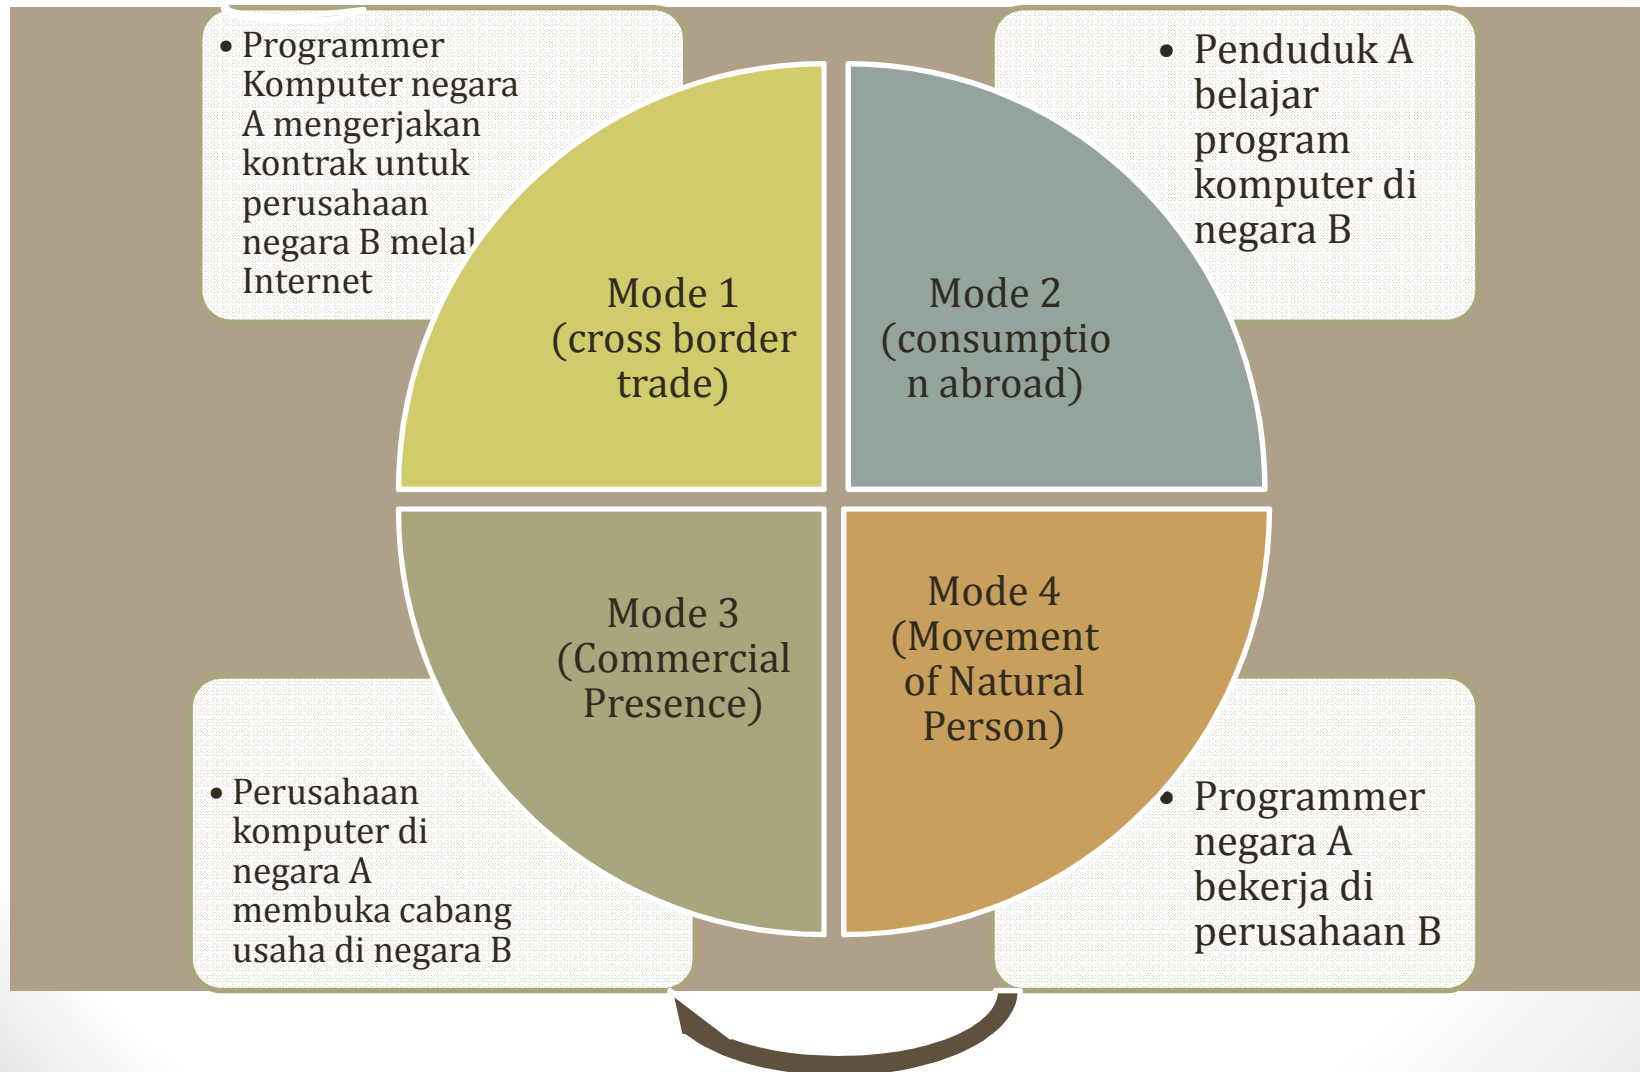 • Programmer
Komputer negara
A mengerjakan
kontrak untuk
perusahaan
negara B
Internet
• Penduduk A
belajar
program
komputer di
negara B
Mode 1
(cross border
trade)
Mode 2
(consumptio
n abroad)
Mode 3
(Commercial
Presence)
Mode 4
(Movement
of Natural
Person)
• Perusahaan
komputer di
negara A
membuka cabang
usaha di negara B
• Programmer
negara A
bekerja di
perusahaan B